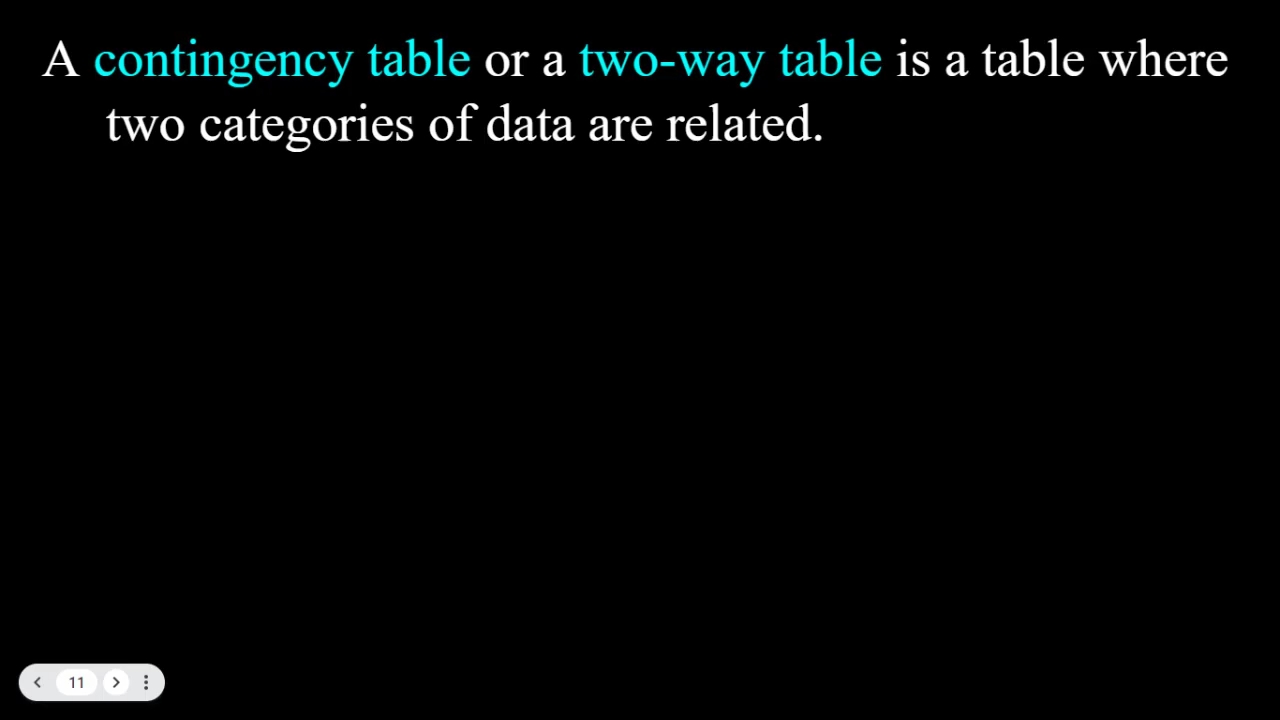 A contingency table or a two-way table is a table where
two categories of data are related.
11